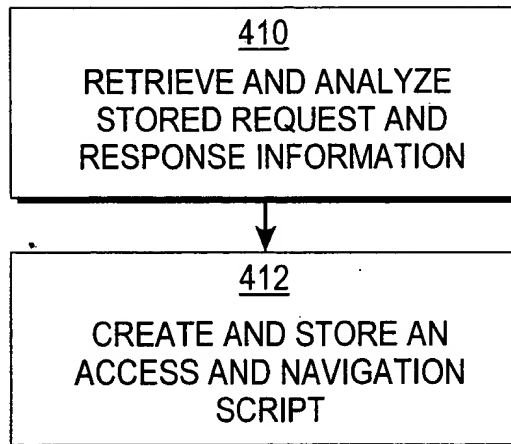 410
RETRIEVE AND ANALYZE
STORED REQUEST AND
RESPONSE INFORMATION
412
CREATE AND STORE AN
ACCESS AND NAVIGATION
SCRIPT